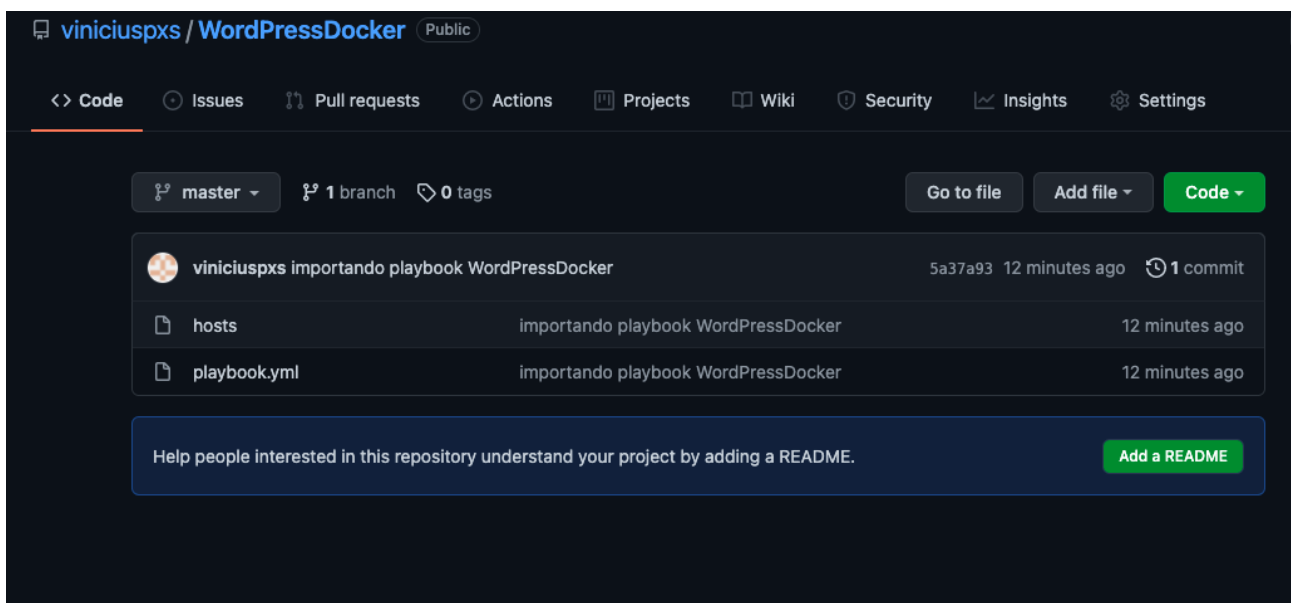 viniciuspxs / WordPressDocker Public
<> Code Issues Pull requests Actions Projects Wiki Security Insights Settings
master 1 branch 0 tags Go to file Add file Code
viniciuspxs importando playbook WordPressDocker 5a37a93 12 minutes ago 1 commit
hosts importando playbook WordPressDocker 12 minutes ago
playbook.yml importando playbook WordPressDocker 12 minutes ago
Help people interested in this repository understand your project by adding a README. Add a README